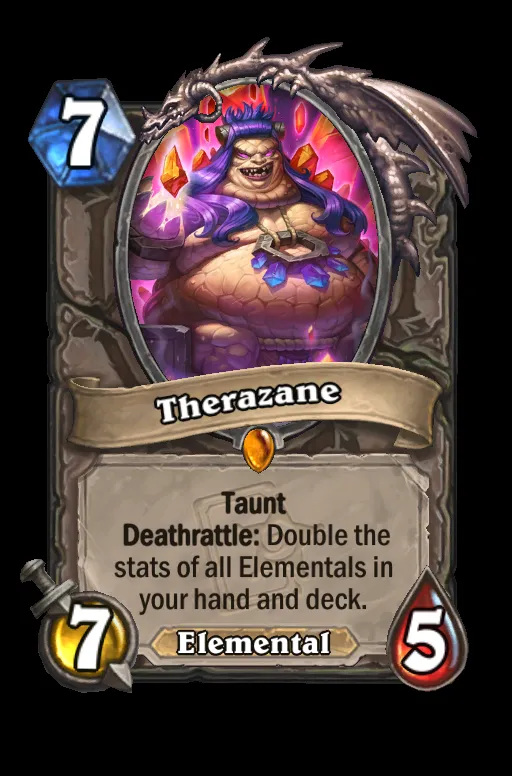 7
Therazane
Taunt
Deathrattle: Double the
stats of all Elementals in
your hand and deck.
7
Elemental
5